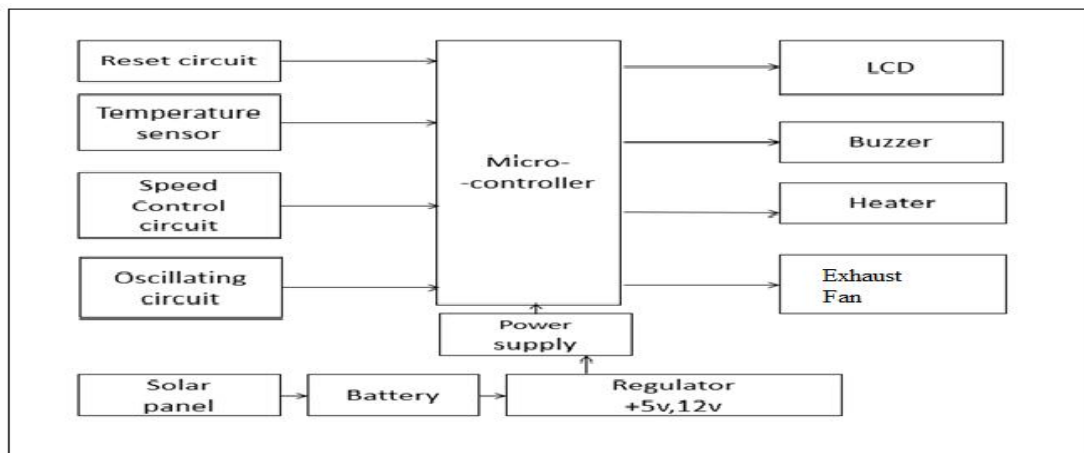 Reset circuit
Temperature
sensor
Speed
Control
circuit
Oscillating
circuit
Micro-
-controller
LCD
Buzzer
Heater
Exhaust
Fan
Power
supply
Solar
panel
Battery
Regulator
+5v,12v